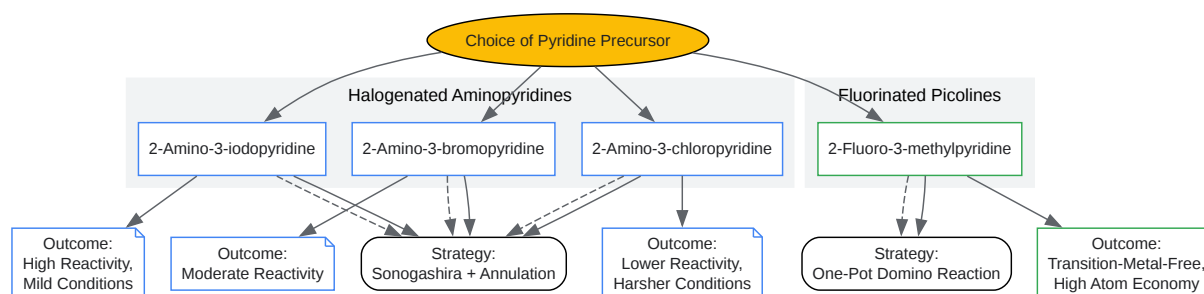 Choice of Pyridine Precursor
Halogenated Aminopyridines
Fluorinated Picolines
2-Amino-3-iodopyridine
2-Amino-3-bromopyridine
2-Amino-3-chloropyridine
2-Fluoro-3-methylpyridine
Outcome:
High Reactivity,
Mild Conditions
Outcome:
Moderate Reactivity
Strategy:
Sonogashira + Annulation
Outcome:
Lower Reactivity,
Harsher Conditions
Strategy:
One-Pot Domino Reaction
Outcome:
Transition-Metal-Free,
High Atom Economy